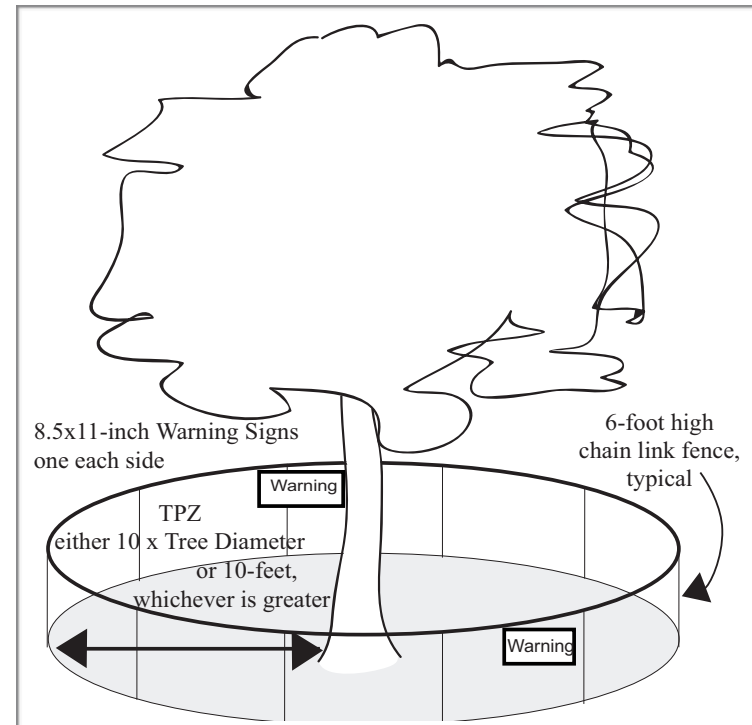 8.5x11-inch Warning Signs
one each side
6-foot high
chain link fence,
typical
Warning
TPZ
either 10 x Tree Diameter
or 10-feet,
whichever is greater
Warning